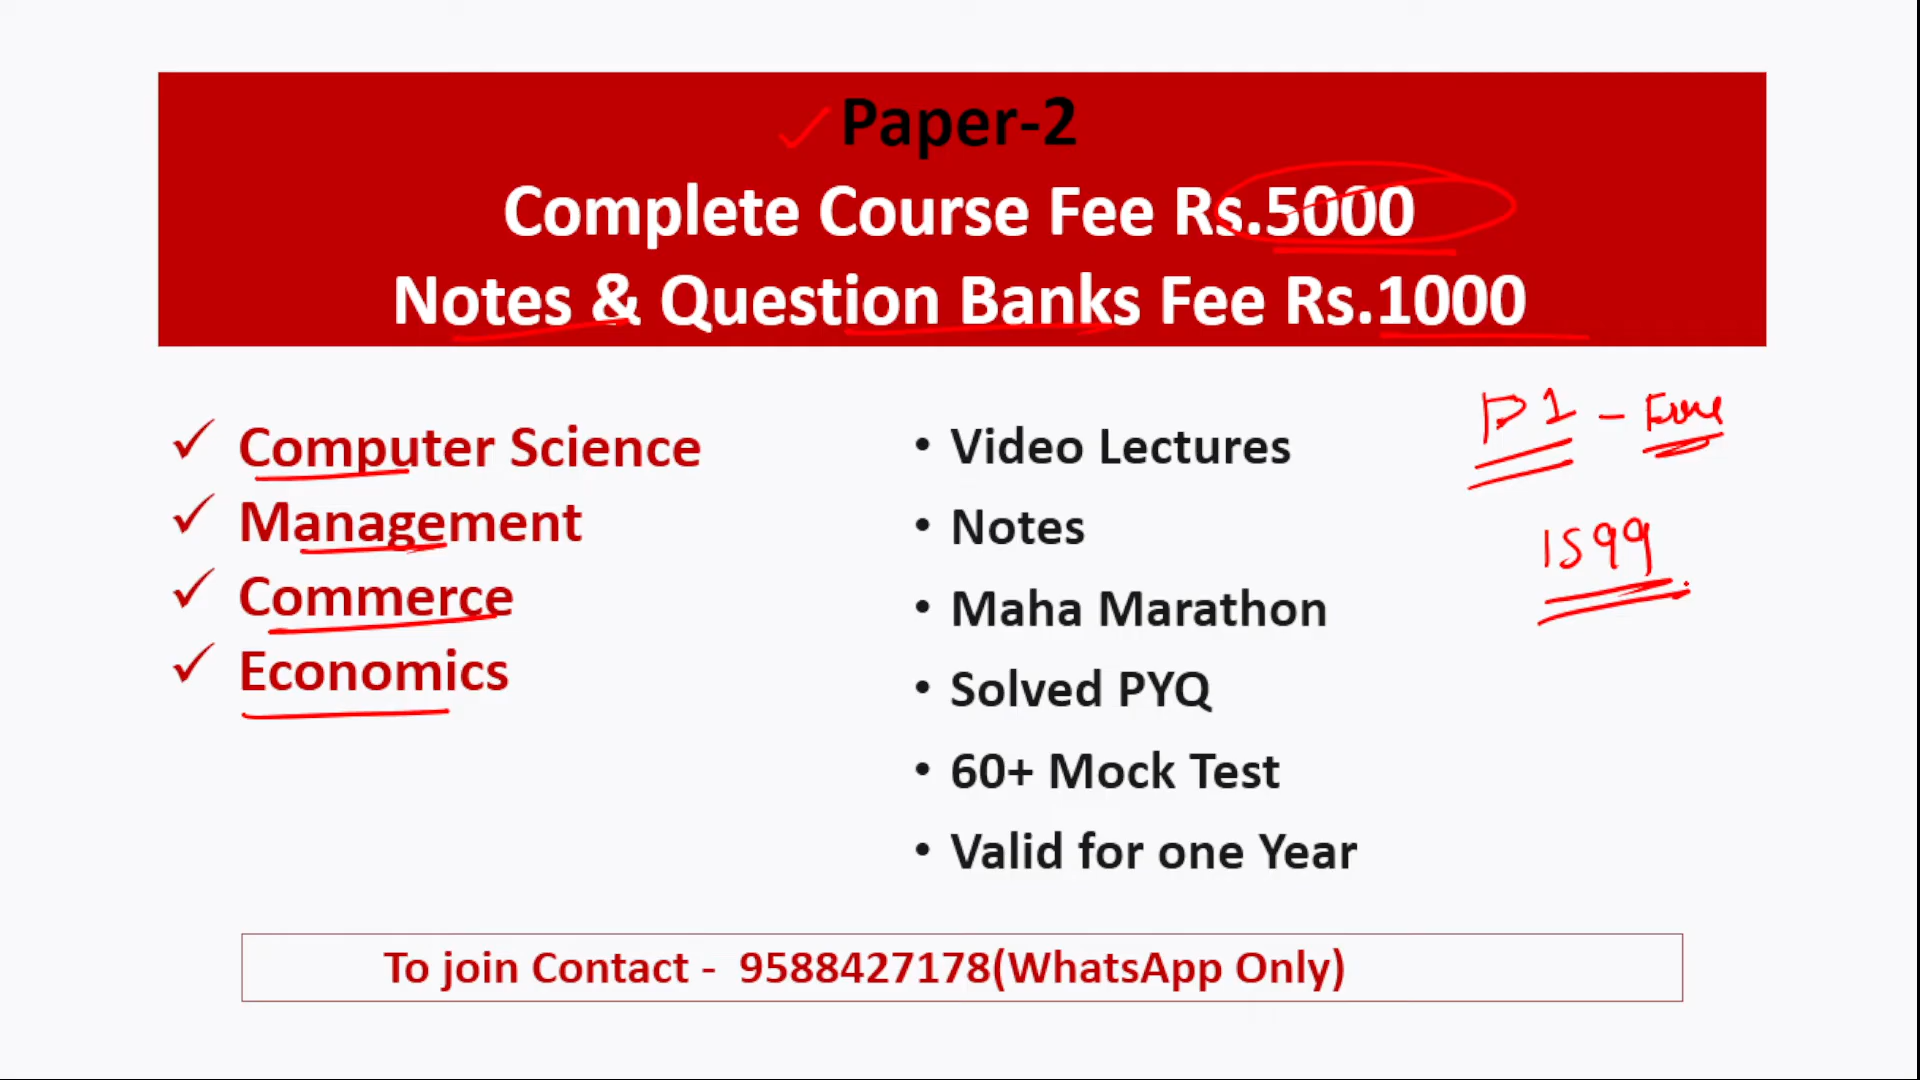 Paper-2
Complete Course Fee Rs.5000
Notes & Question Banks Fee Rs.1000
Computer Science
Management
Commerce
Economics
• Video Lectures
• Notes
• Maha Marathon
• Solved PYQ
• 60+ Mock Test
• Valid for one Year
P1 -
1599
To join Contact - 9588427178(WhatsApp Only)